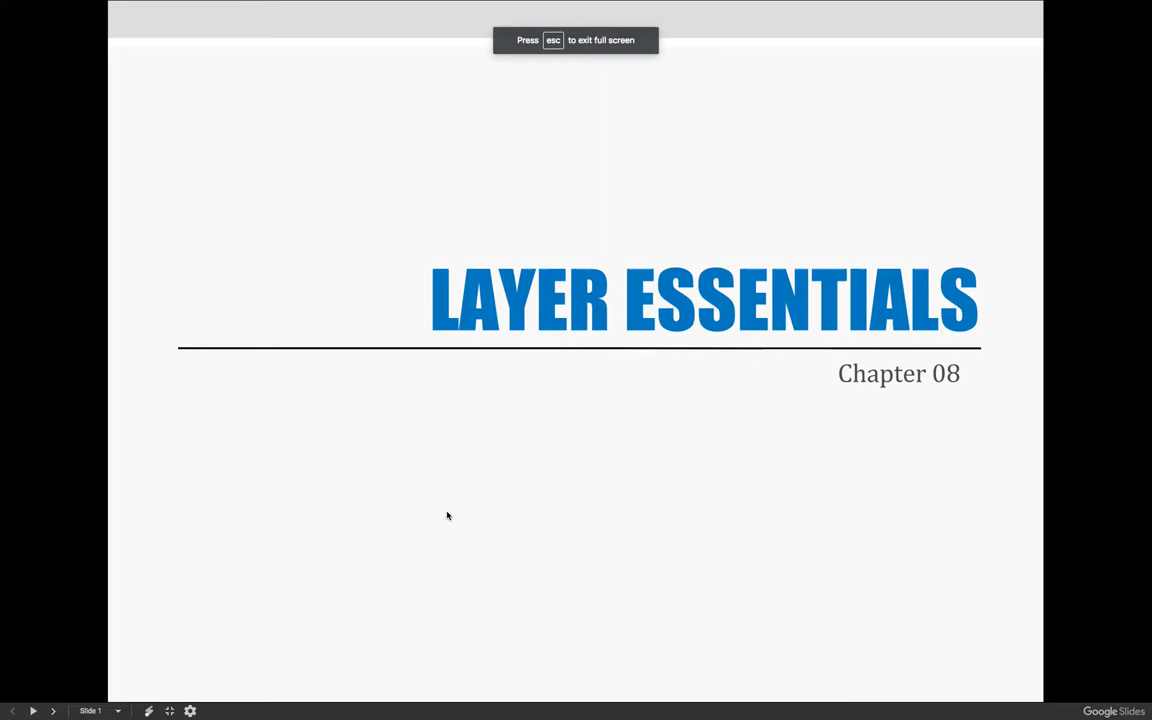 Press esc to exit full screen
LAYER ESSENTIALS
Chapter 08
Slide 1
Google Slides